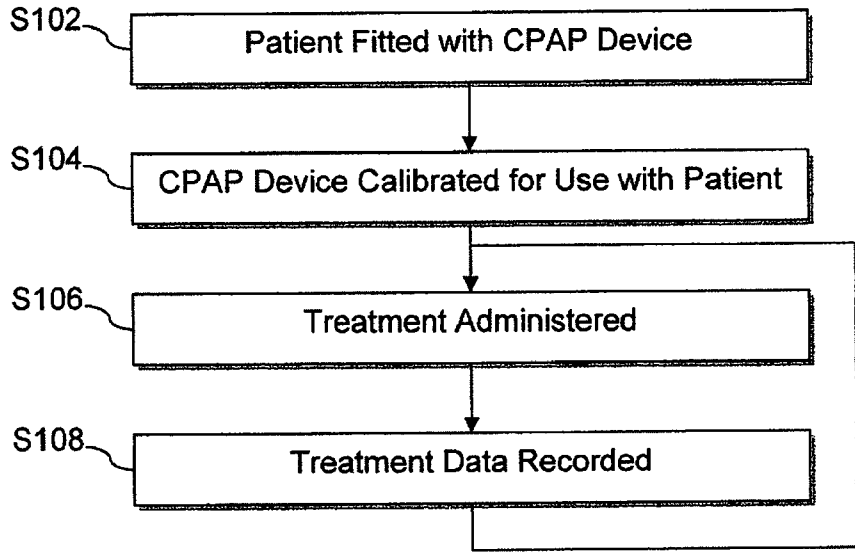 S102
Patient Fitted with CPAP Device
S104
CPAP Device Calibrated for Use with Patient
S106
Treatment Administered
S108
Treatment Data Recorded